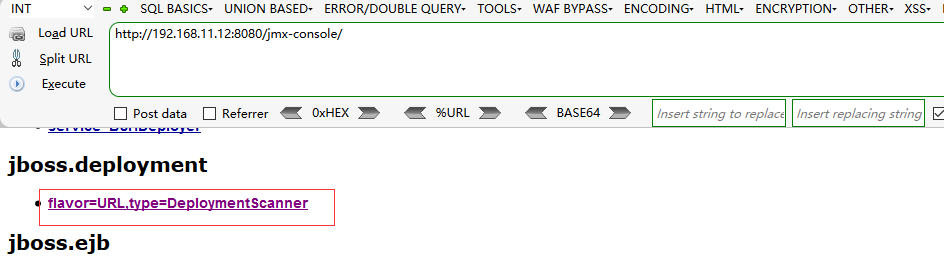 INT SQL BASICS▾ UNION BASED▾ ERROR/DOUBLE QUERY▾ TOOLS▾ WAF BYPASS▾ ENCODING▾ HTML▾ ENCRYPTION▾ OTHER▾ XSS▾
Load URL
http://192.168.11.12:8080/jmx-console/
Split URL
Execute
Post data Referrer 0xHEX %URL BASE64 Insert string to replace Insert replacing string
service=BSHDeployer
jboss.deployment
flavor=URL,type=DeploymentScanner
jboss.ejb